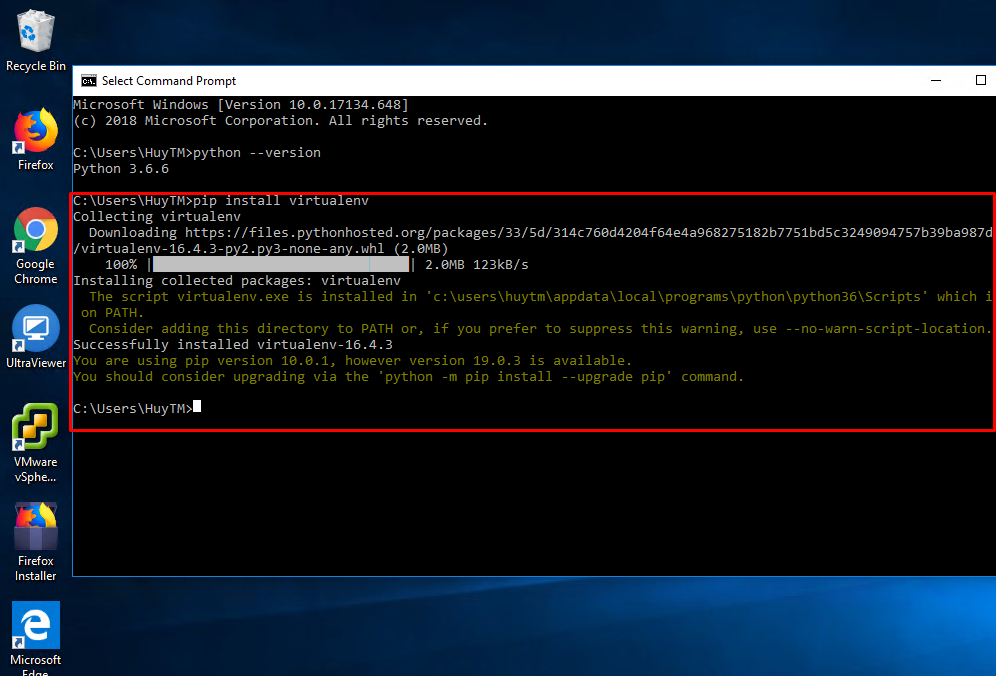 Recycle Bin
Firefox
Google
Chrome
UltraViewer
VMware
vSphe...
Firefox
Installer
Microsoft
Edge
Select Command Prompt
Microsoft Windows [Version 10.0.17134.648]
(c) 2018 Microsoft Corporation. All rights reserved.
C:\Users\HuyTM>python --version
Python 3.6.6
C:\Users\HuyTM>pip install virtualenv
Collecting virtualenv
Downloading https://files.pythonhosted.org/packages/33/5d/314c760d4204f64e4a968275182b7751bd5c3249094757b39ba987d
/virtualenv-16.4.3-py2.py3-none-any.whl (2.0MB)
100% |████████████████████████████████| 2.0MB 123kB/s
Installing collected packages: virtualenv
The script virtualenv.exe is installed in 'c:\users\huytm\appdata\local\programs\python\python36\Scripts' which i
on PATH.
Consider adding this directory to PATH or, if you prefer to suppress this warning, use --no-warn-script-location.
Successfully installed virtualenv-16.4.3
You are using pip version 10.0.1, however version 19.0.3 is available.
You should consider upgrading via the 'python -m pip install --upgrade pip' command.
C:\Users\HuyTM>